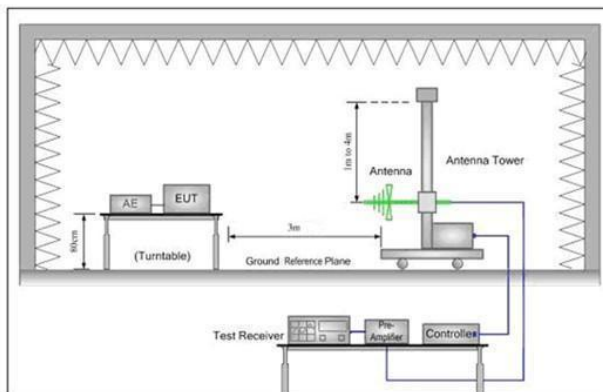 1m to 4m
Antenna
Antenna Tower
AE
EUT
80cm
(Turntable)
3m
Ground Reference Plane
Test Receiver
Pre-
Amplifier
Controller